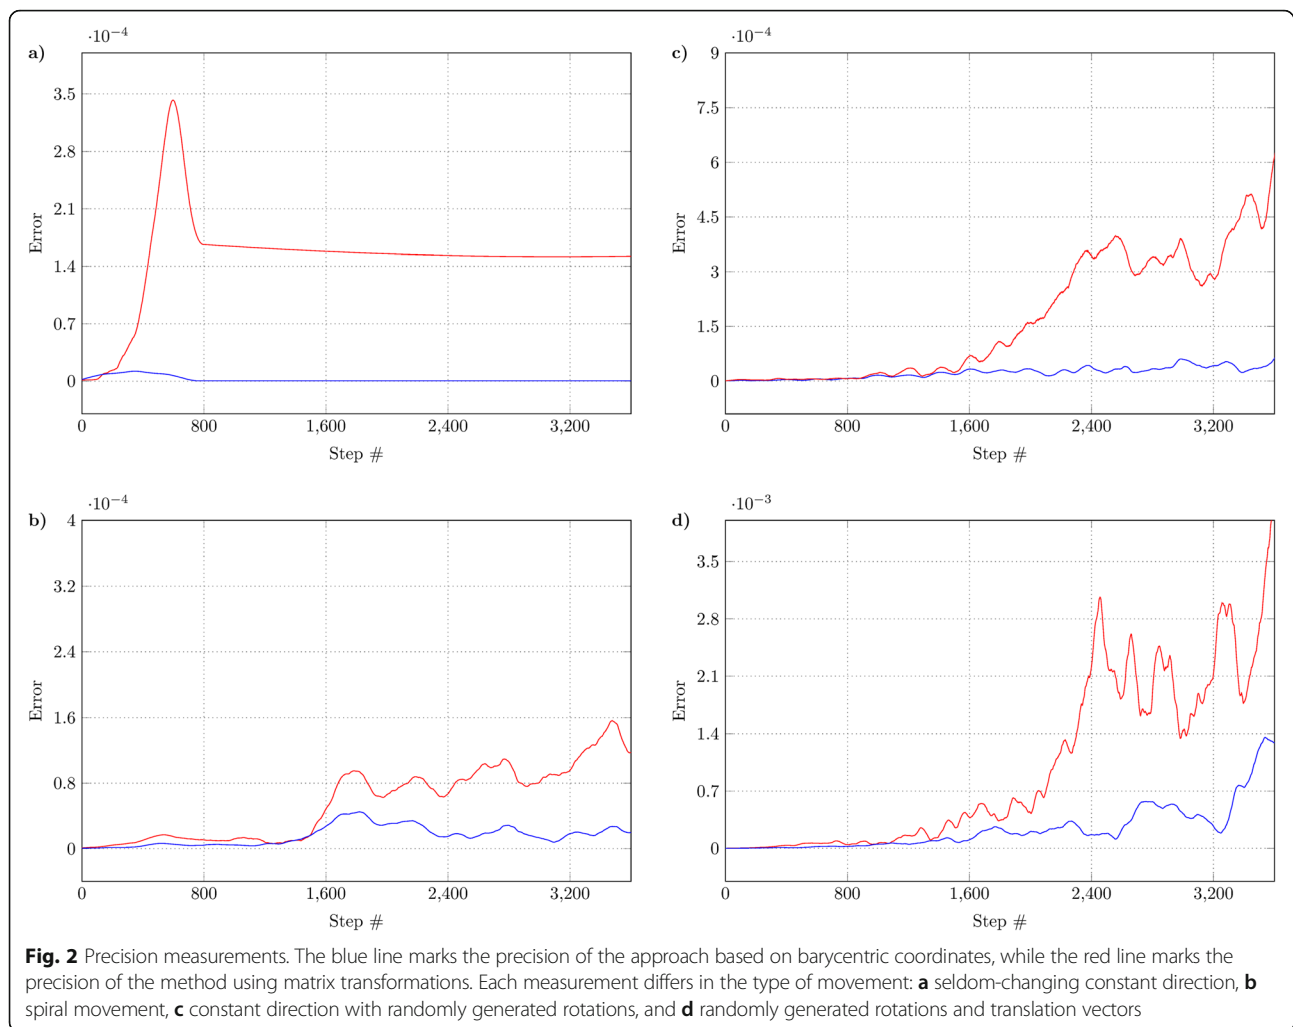 a)
·10⁻⁴
3.5
2.8
2.1
1.4
0.7
0
Error
0 800 1,600 2,400 3,200
Step #
c)
·10⁻⁴
9
7.5
6
4.5
3
1.5
0
Error
0 800 1,600 2,400 3,200
Step #
b)
·10⁻⁴
4
3.2
2.4
1.6
0.8
0
Error
0 800 1,600 2,400 3,200
Step #
d)
·10⁻³
3.5
2.8
2.1
1.4
0.7
0
Error
0 800 1,600 2,400 3,200
Step #
Fig. 2 Precision measurements. The blue line marks the precision of the approach based on barycentric coordinates, while the red line marks the
precision of the method using matrix transformations. Each measurement differs in the type of movement: a seldom-changing constant direction, b
spiral movement, c constant direction with randomly generated rotations, and d randomly generated rotations and translation vectors